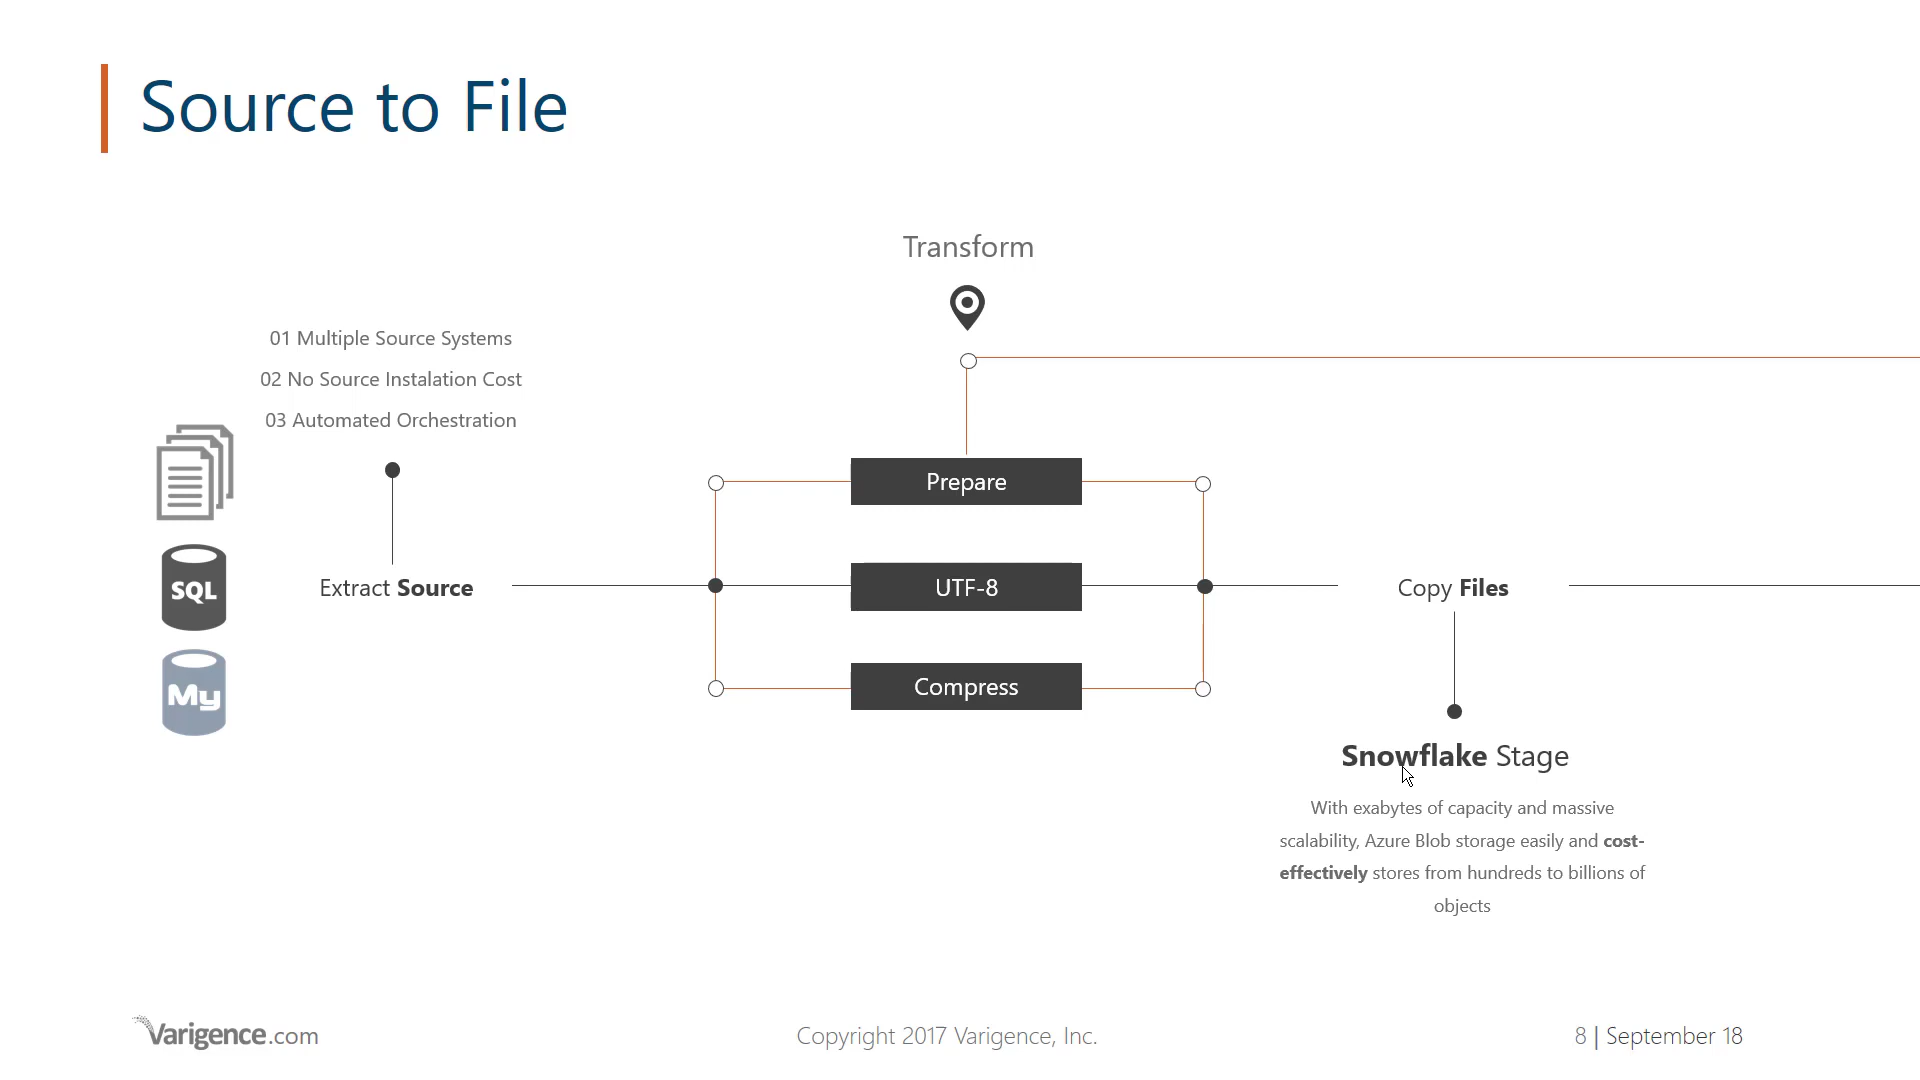 Source to File
Transform
01 Multiple Source Systems
02 No Source Instalation Cost
03 Automated Orchestration
SQL
My
Extract Source
Prepare
UTF-8
Compress
Copy Files
Snowflake Stage
With exabytes of capacity and massive
scalability, Azure Blob storage easily and cost-
effectively stores from hundreds to billions of
objects
Varigence.com
Copyright 2017 Varigence, Inc.
8 | September 18